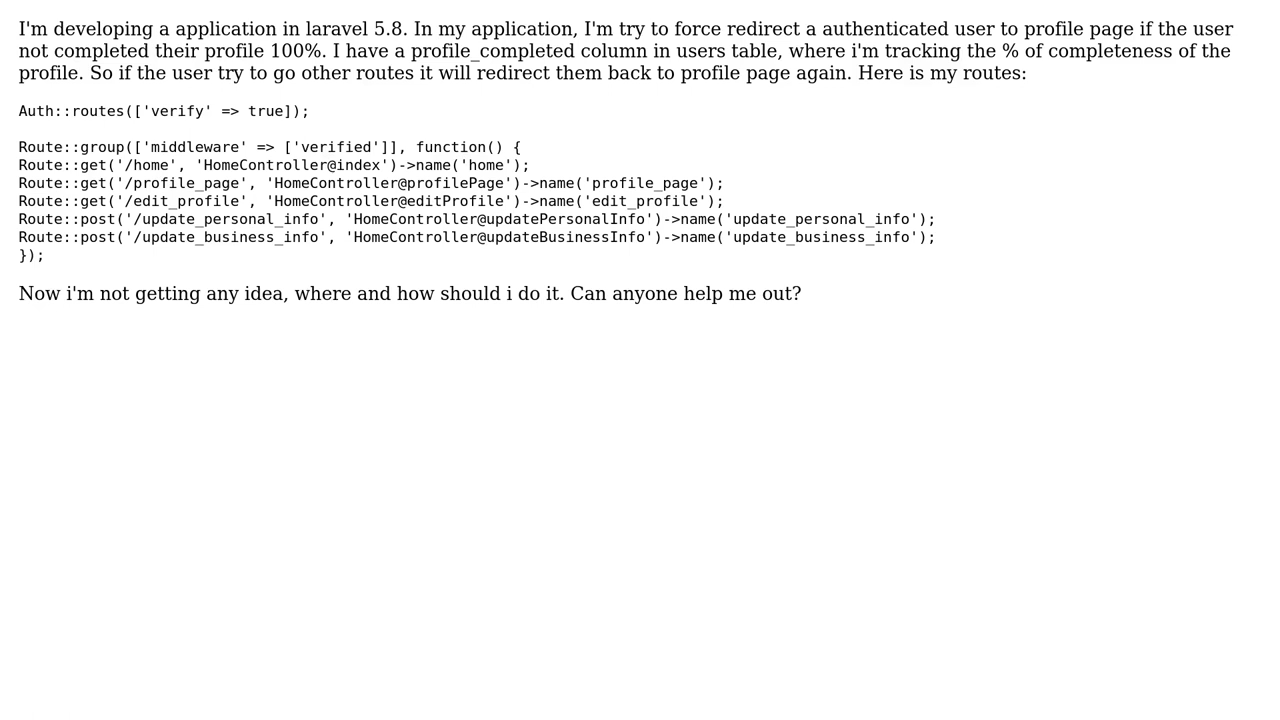 I'm developing a application in laravel 5.8. In my application, I'm try to force redirect a authenticated user to profile page if the user
not completed their profile 100%. I have a profile_completed column in users table, where i'm tracking the % of completeness of the
profile. So if the user try to go other routes it will redirect them back to profile page again. Here is my routes:
Auth::routes(['verify' => true]);
Route::group(['middleware' => ['verified']], function() {
Route::get('/home', 'HomeController@index')->name('home');
Route::get('/profile_page', 'HomeController@profilePage')->name('profile_page');
Route::get('/edit_profile', 'HomeController@editProfile')->name('edit_profile');
Route::post('/update_personal_info', 'HomeController@updatePersonalInfo')->name('update_personal_info');
Route::post('/update_business_info', 'HomeController@updateBusinessInfo')->name('update_business_info');
});
Now i'm not getting any idea, where and how should i do it. Can anyone help me out?